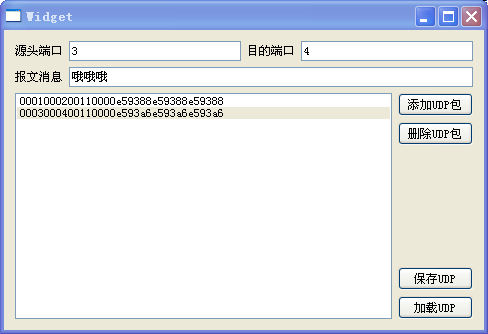 Widget
源头端口 3 目的端口 4
报文消息 哦哦哦
0001000200110000e59388e59388e59388
0003000400110000e593a6e593a6e593a6
添加UDP包
删除UDP包
保存UDP
加载UDP